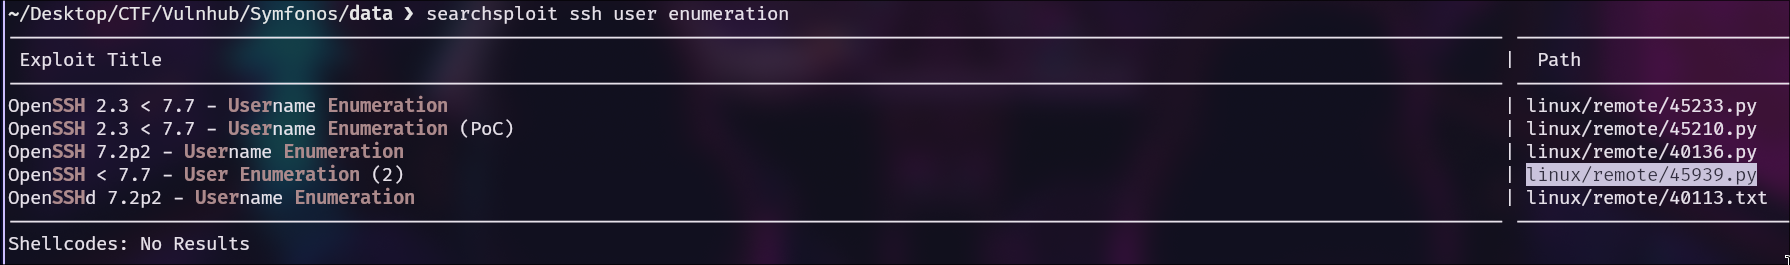 ~/Desktop/CTF/Vulnhub/Symfonos/data ❯ searchsploit ssh user enumeration
Exploit Title | Path
OpenSSH 2.3 < 7.7 - Username Enumeration | linux/remote/45233.py
OpenSSH 2.3 < 7.7 - Username Enumeration (PoC) | linux/remote/45210.py
OpenSSH 7.2p2 - Username Enumeration | linux/remote/40136.py
OpenSSH < 7.7 - User Enumeration (2) | linux/remote/45939.py
OpenSSHd 7.2p2 - Username Enumeration | linux/remote/40113.txt
Shellcodes: No Results